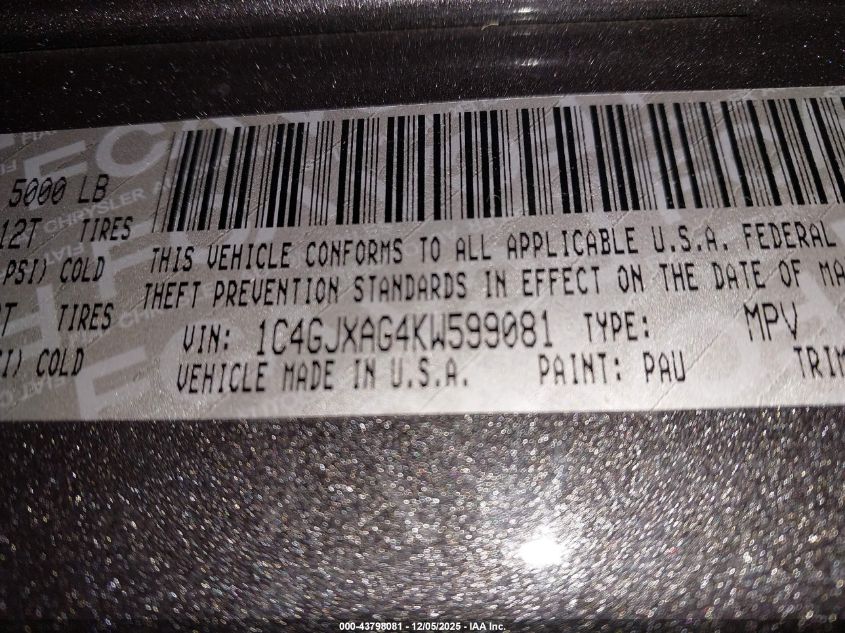 5000 LB
12T TIRES
PSI) COLD
THIS VEHICLE CONFORMS TO ALL APPLICABLE U.S.A. FEDERAL
THEFT PREVENTION STANDARDS IN EFFECT ON THE DATE OF MA
T TIRES
VIN: 1C4GJXAG4KW599081 TYPE: MPV
I) COLD
VEHICLE MADE IN U.S.A. PAINT: PAU TRIM
000-43798081 - 12/05/2025 - IAA Inc.